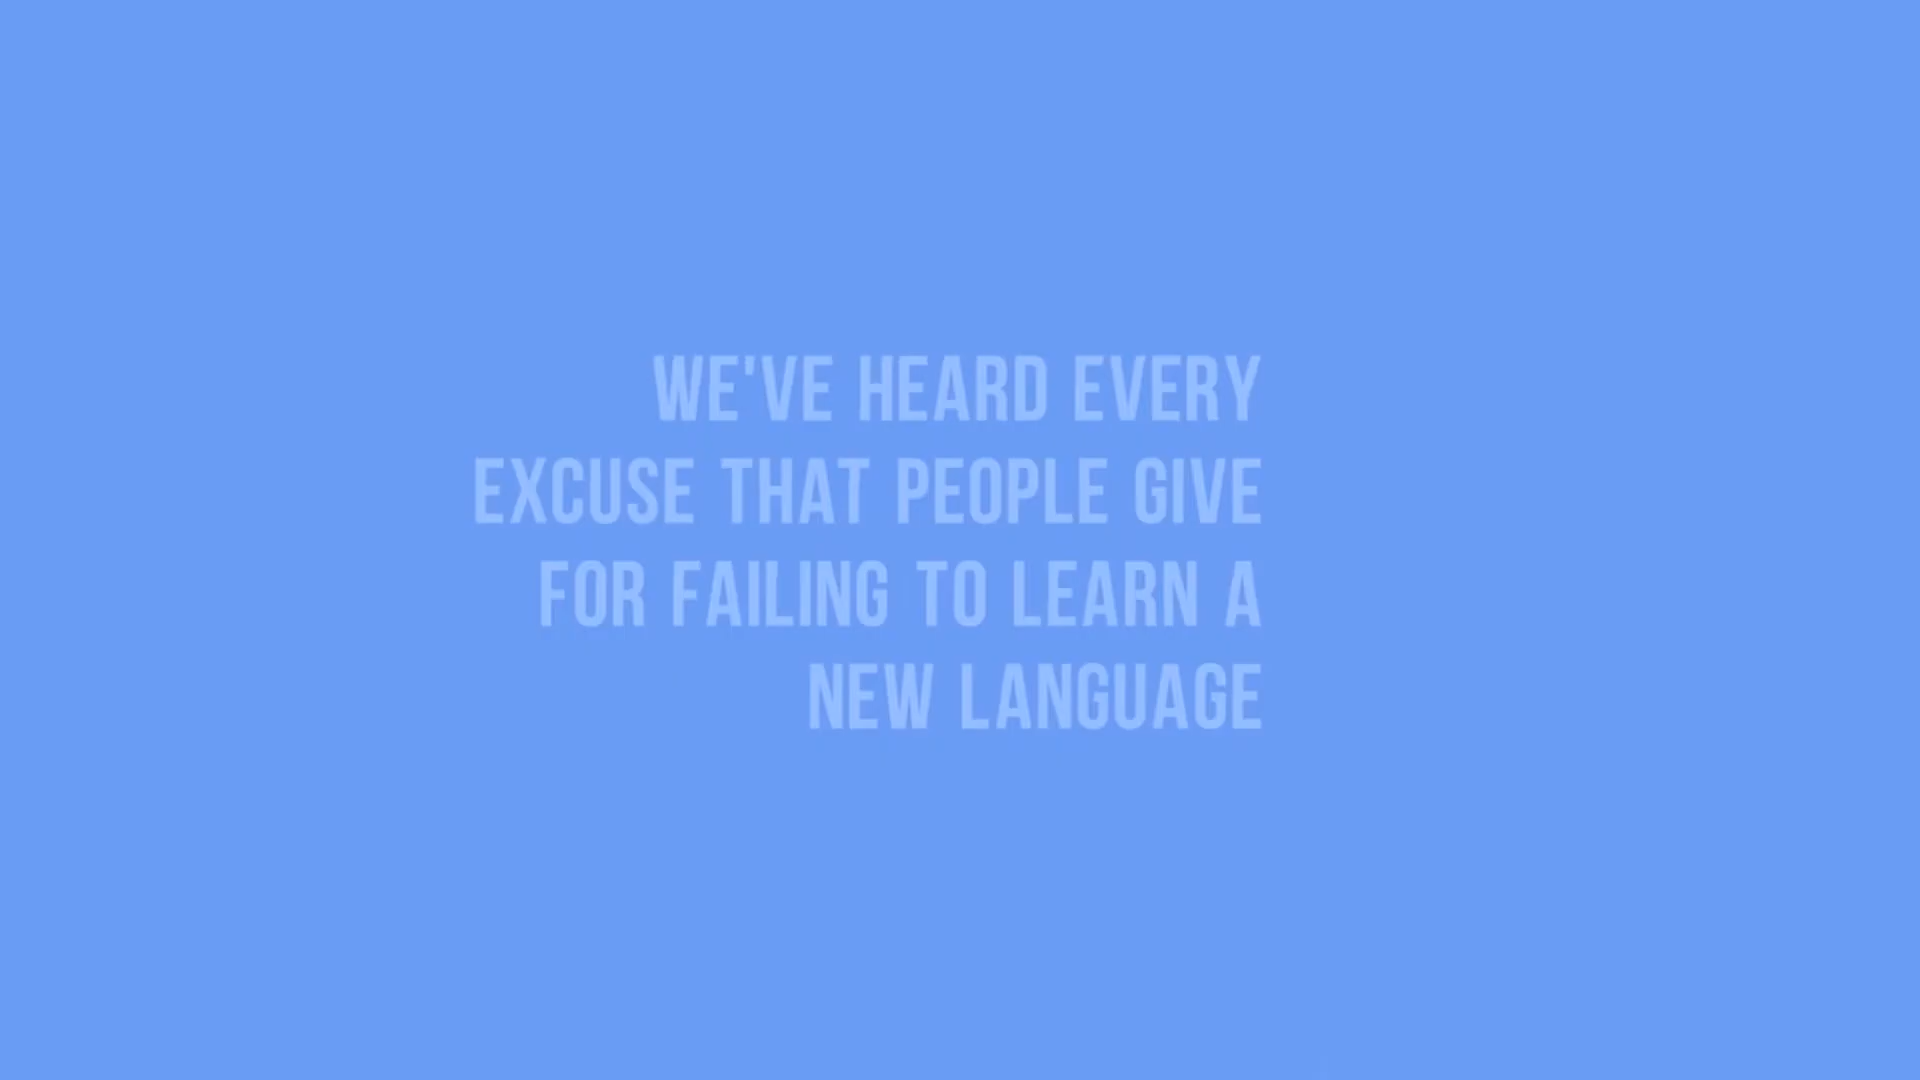 WE'VE HEARD EVERY
EXCUSE THAT PEOPLE GIVE
FOR FAILING TO LEARN A
NEW LANGUAGE